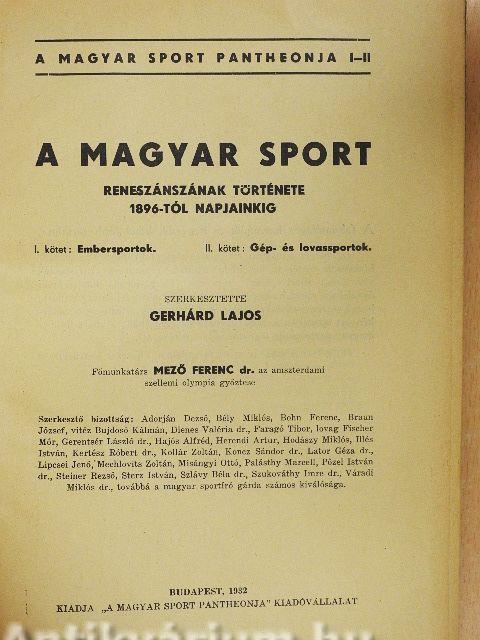 A MAGYAR SPORT PANTHEONJA I–II
A MAGYAR SPORT
RENESZÁNSZÁNAK TÖRTÉNETE
1896-TÓL NAPJAINKIG
I. kötet: Embersportok. II. kötet: Gép- és lovassportok.
SZERKESZTETTE
GERHÁRD LAJOS
Főmunkatárs MEZŐ FERENC dr. az amszterdami
szellemi olympia győztese
Szerkesztő bizottság: Adorján Dezső, Bély Miklós, Bohn Ferenc, Braun
József, vitéz Bujdosó Kálmán, Dienes Valéria dr., Faragó Tibor, lovag Fischer
Mór, Gerentsér László dr., Hajós Alfréd, Herendi Artur, Hodászy Miklós, Illés
István, Kertész Róbert dr., Kollár Zoltán, Koncz Sándor dr., Lator Géza dr.,
Lipcsei Jenő, Mechlovits Zoltán, Misángyi Ottó, Palásthy Marcell, Pözel István
dr., Steiner Rezső, Sterz István, Szlávy Béla dr., Szukováthy Imre dr., Váradi
Miklós dr., továbbá a magyar sportíró gárda számos kiválósága.
BUDAPEST, 1932
KIADJA „A MAGYAR SPORT PANTHEONJA" KIADÓVÁLLALAT
Antikvárium.hu